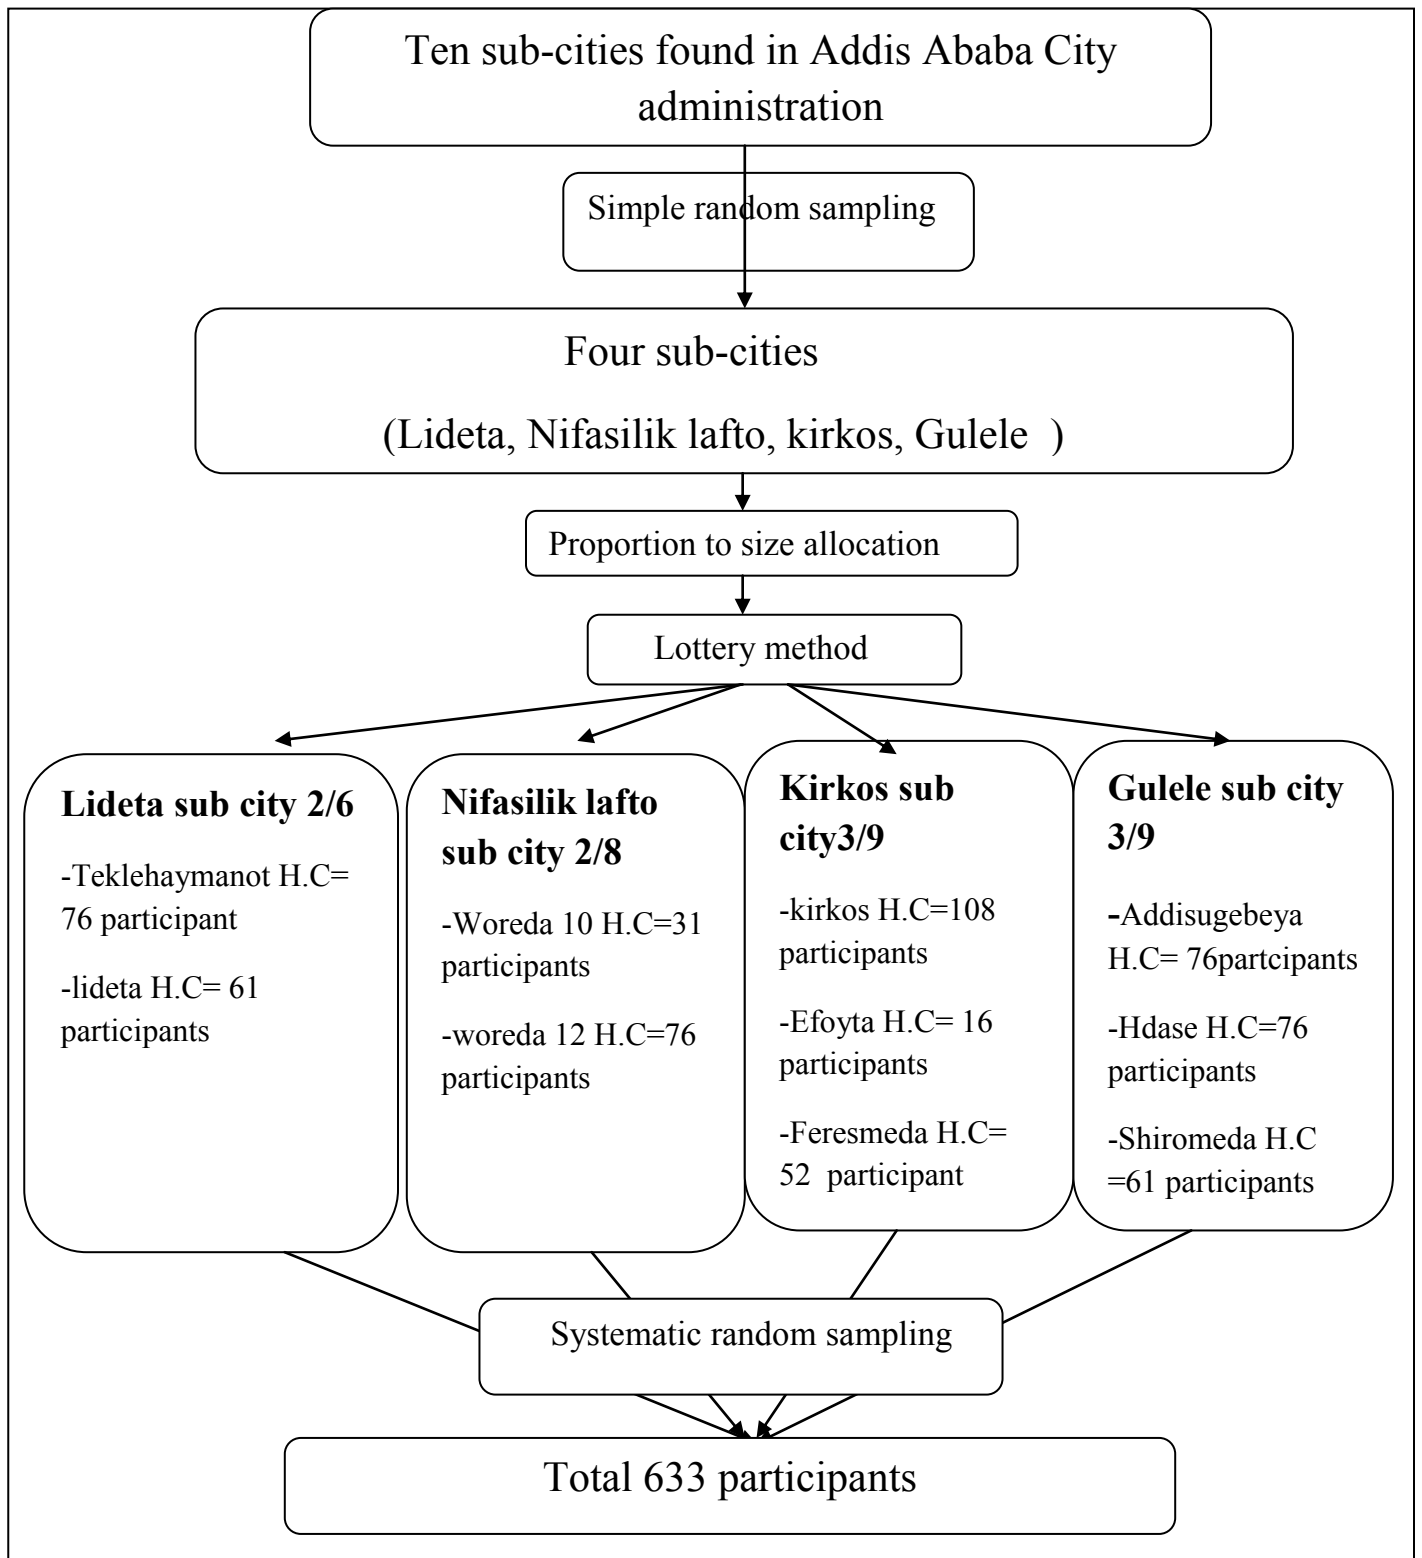 Ten sub-cities found in Addis Ababa City
administration
Simple random sampling
Four sub-cities
(Lideta, Nifasilik lafto, kirkos, Gulele )
Proportion to size allocation
Lottery method
Lideta sub city 2/6
-Teklehaymanot H.C=
76 participant
-lideta H.C= 61
participants
Nifasilik lafto
sub city 2/8
-Woreda 10 H.C=31
participants
-woreda 12 H.C=76
participants
Kirkos sub
city3/9
-kirkos H.C=108
participants
-Efoyta H.C= 16
participants
-Feresmeda H.C=
52 participant
Gulele sub city
3/9
-Addisugebeya
H.C= 76partcipants
-Hdase H.C=76
participants
-Shiromeda H.C
=61 participants
Systematic random sampling
Total 633 participants